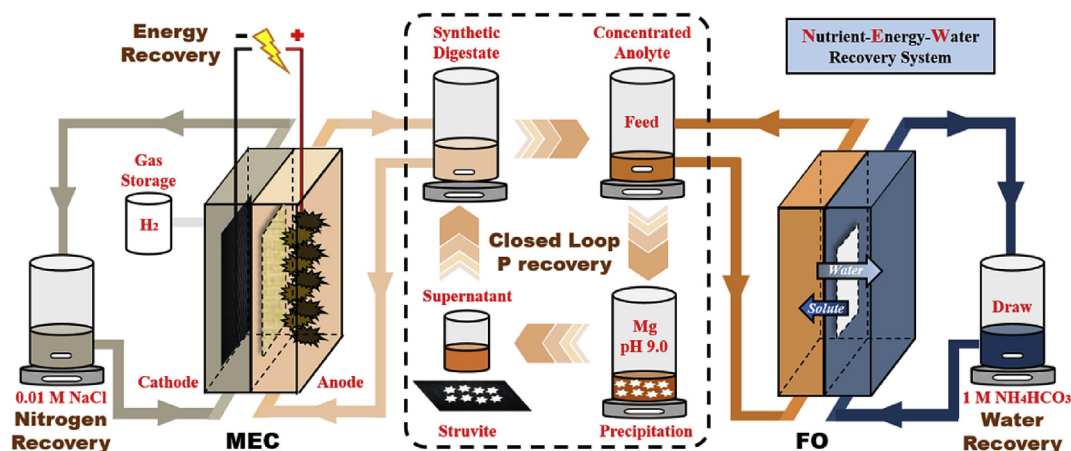 Energy
Recovery
-
+
Synthetic
Digestate
Concentrated
Anolyte
Nutrient-Energy-Water
Recovery System
Feed
Gas
Storage
H2
Closed Loop
P recovery
Water
Solute
Supernatant
Mg
pH 9.0
Draw
Cathode
Anode
0.01 M NaCl
Nitrogen
Recovery
MEC
Struvite
Precipitation
FO
1 M NH4HCO3
Water
Recovery